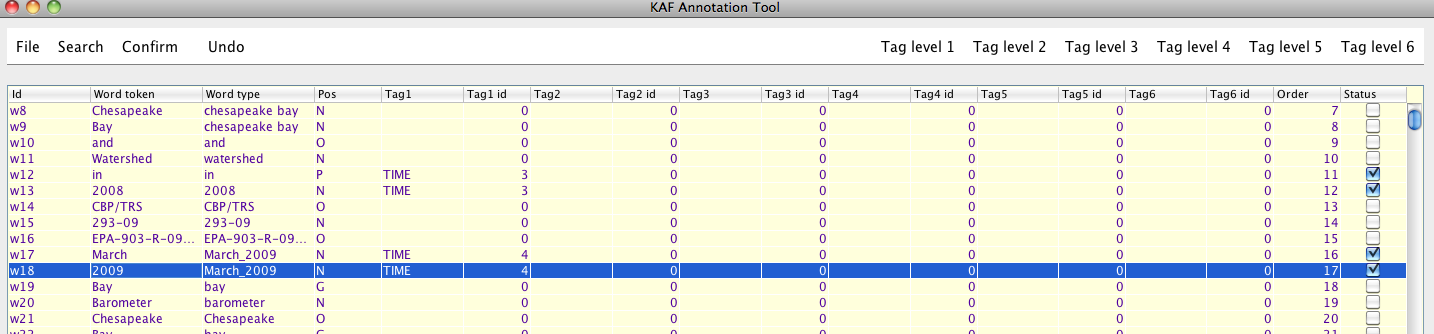 KAF Annotation Tool
File Search Confirm Undo Tag level 1 Tag level 2 Tag level 3 Tag level 4 Tag level 5 Tag level 6
Id Word token Word type Pos Tag1 Tag1 id Tag2 Tag2 id Tag3 Tag3 id Tag4 Tag4 id Tag5 Tag5 id Tag6 Tag6 id Order Status
w8 Chesapeake chesapeake bay N 0 0 0 0 0 0 7
w9 Bay chesapeake bay N 0 0 0 0 0 0 8
w10 and and O 0 0 0 0 0 0 9
w11 Watershed watershed N 0 0 0 0 0 0 10
w12 in in P TIME 3 0 0 0 0 0 11
w13 2008 2008 N TIME 3 0 0 0 0 0 12
w14 CBP/TRS CBP/TRS O 0 0 0 0 0 0 13
w15 293-09 293-09 N 0 0 0 0 0 0 14
w16 EPA-903-R-09... EPA-903-R-09... O 0 0 0 0 0 0 15
w17 March March_2009 N TIME 4 0 0 0 0 0 16
w18 2009 March_2009 N TIME 4 0 0 0 0 0 17
w19 Bay bay G 0 0 0 0 0 0 18
w20 Barometer barometer N 0 0 0 0 0 0 19
w21 Chesapeake Chesapeake O 0 0 0 0 0 0 20